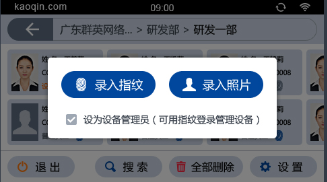 kaoqin.com 09:00
广东群英网络... > 研发部 > 研发一部
录入指纹 录入照片
设为设备管理员（可用指纹登录管理设备）
退出 搜索 全部删除 设置